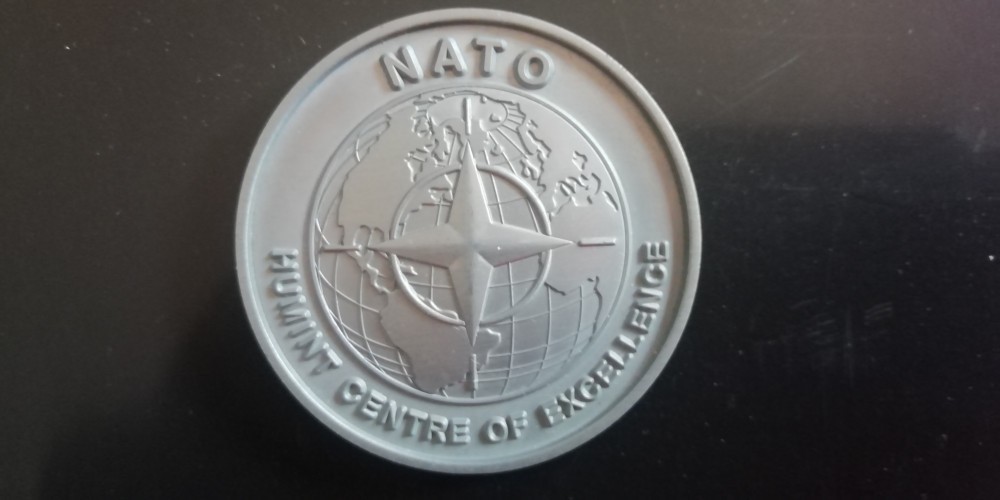 NATO
HUMINT CENTRE OF EXCELLENCE